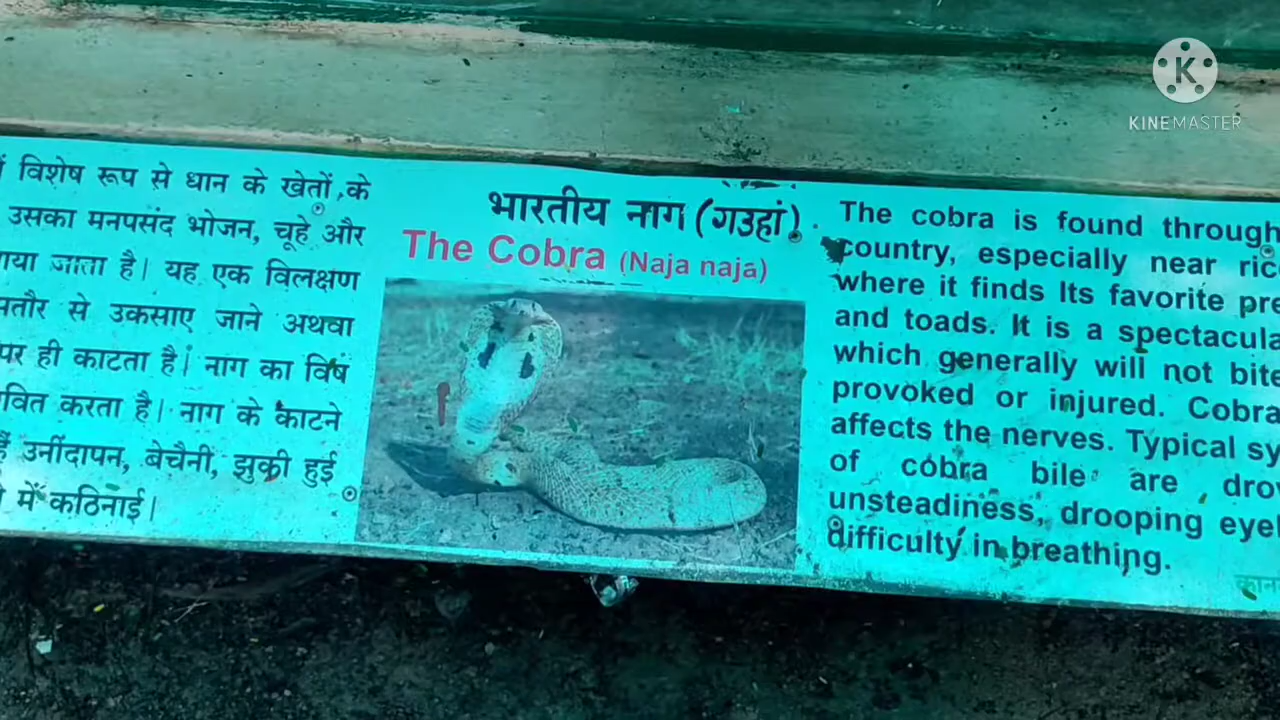 KINEMASTER
विशेष रूप से धान के खेतों, के
उसका मनपसंद भोजन, चूहे और
जाता है। यह एक विलक्षण
से उकसाए जाने अथवा
पर ही काटता है। नाग का विष
करता है। नाग के काटने
उनींदापन, बेचैनी, झुकी हुई
में कठिनाई।
भारतीय नाग (गउहां)
The Cobra (Naja naja)
The cobra is found through
country, especially near ric
where it finds Its favorite pre
and toads. It is a spectacula
which generally will not bite
provoked or injured. Cobra
affects the nerves. Typical sy
of cobra bile are drow
unsteadiness, drooping eye
difficulty in breathing.